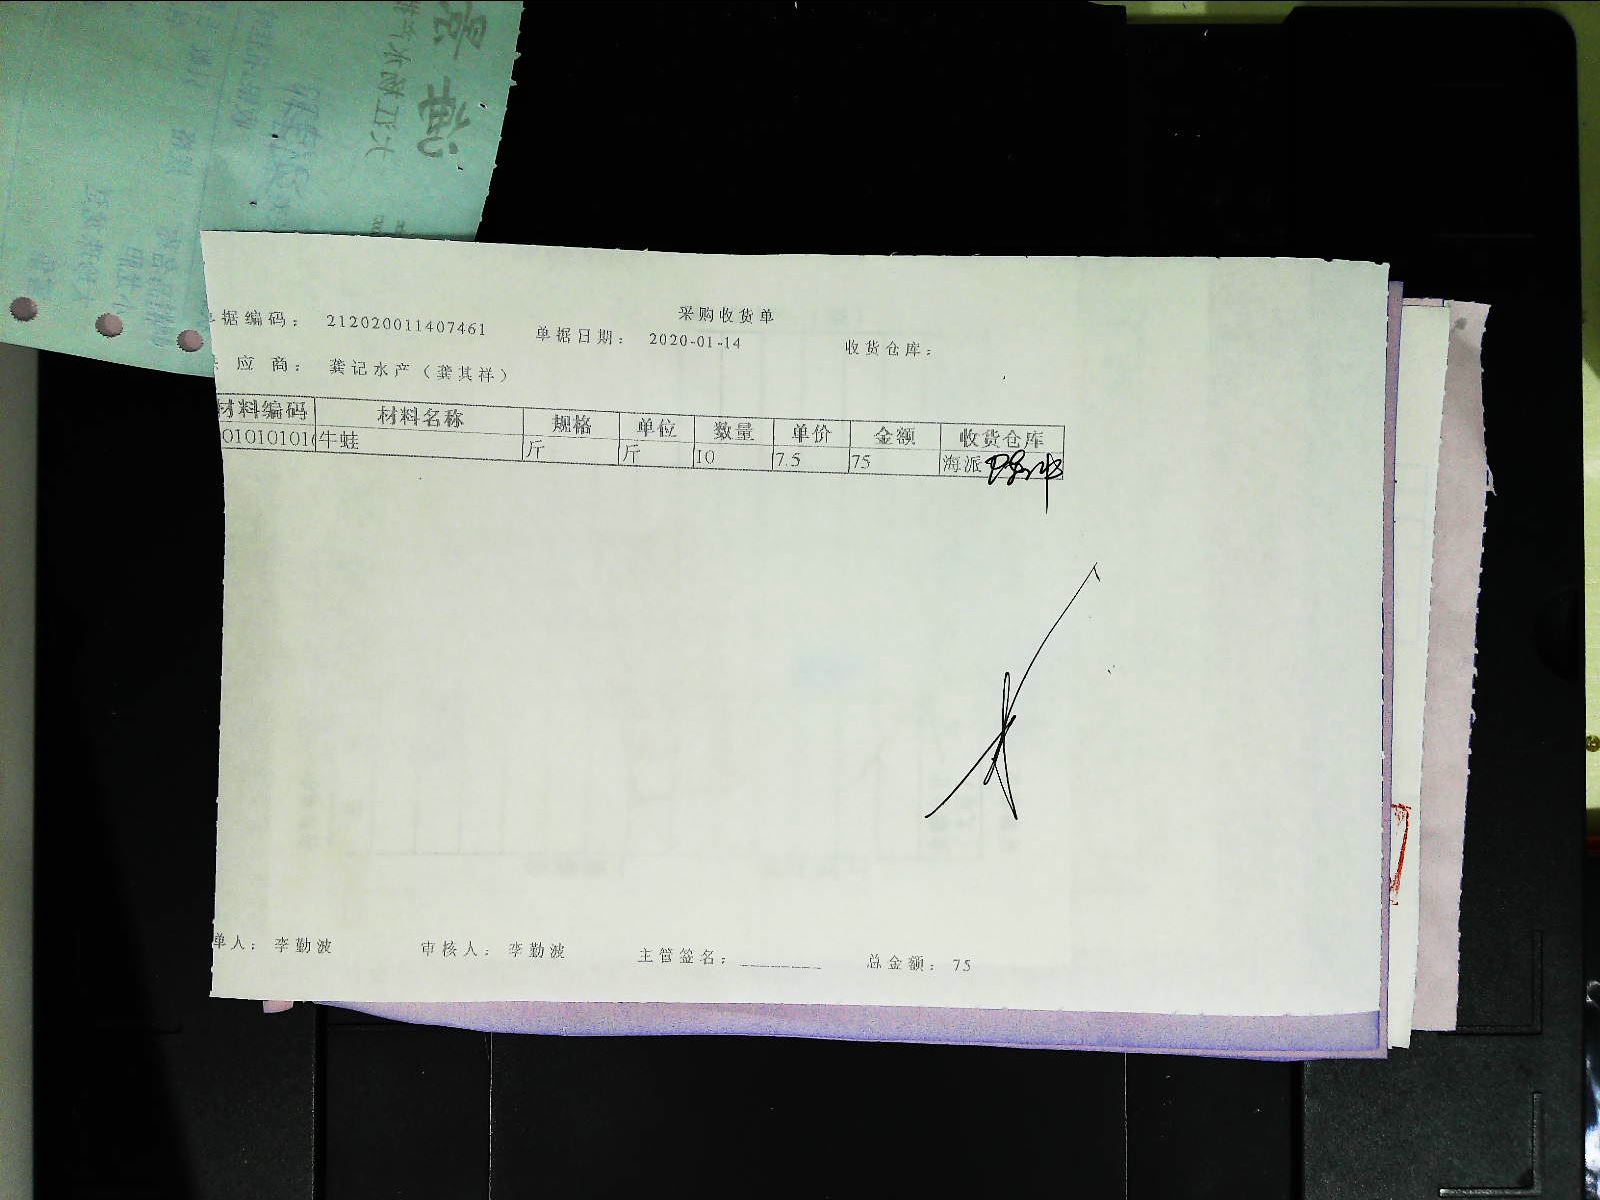 采购收货单
单据编码： 212020011407461 单据日期： 2020-01-14 收货仓库：
供 应 商： 龚记水产（龚其祥）
材料编码 材料名称 规格 单位 数量 单价 金额 收货仓库
010101010 牛蛙 斤 斤 10 7.5 75 海派
单人： 李勤波 审核人： 李勤波 主管签名：________ 总金额： 75